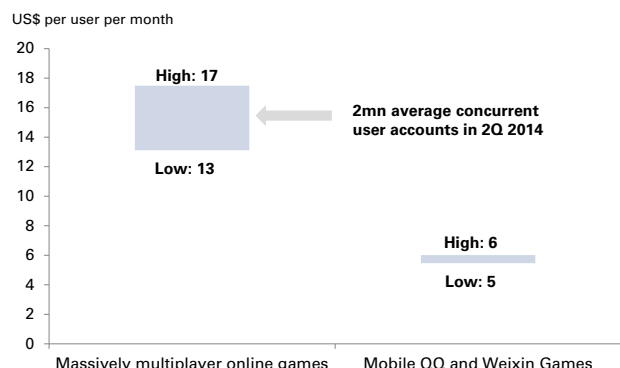 US$ per user per month
20
18
16
14
12
10
8
6
4
2
0
High: 17
Low: 13
2mn average concurrent
user accounts in 2Q 2014
High: 6
Low: 5
Massively multiplayer online games
Mobile QQ and Weixin Games